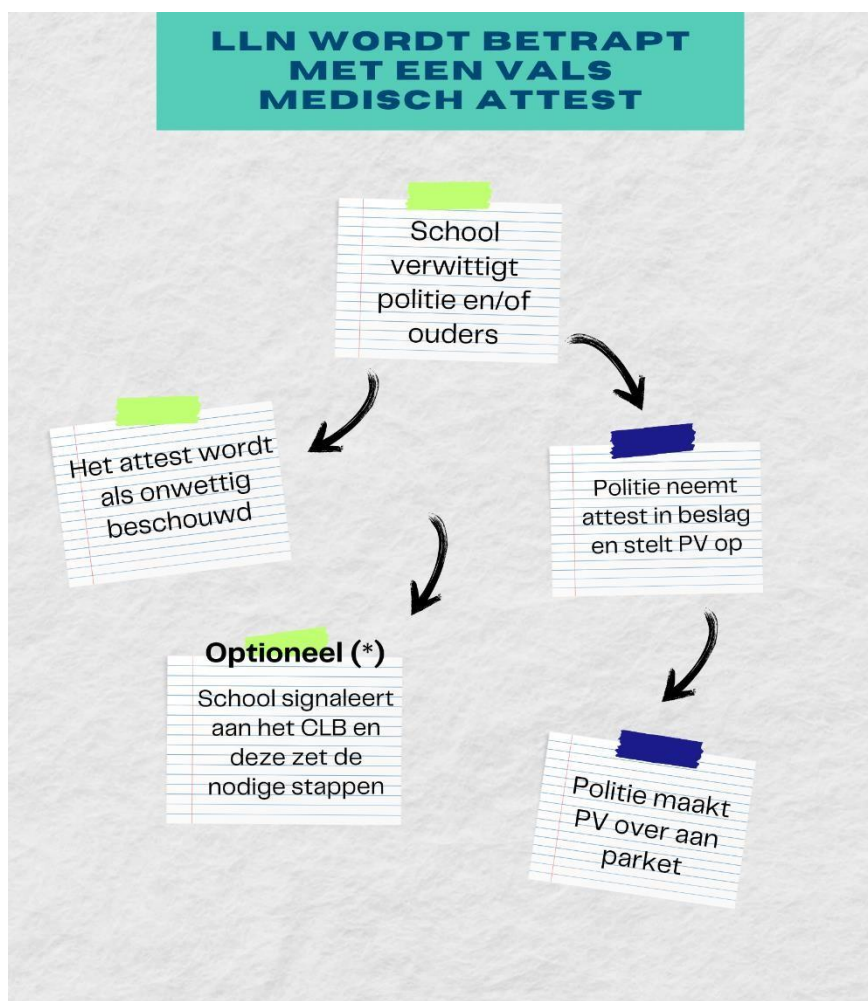 LLN WORDT BETRAPT
MET EEN VALS
MEDISCH ATTEST
School
verwittigt
politie en/of
ouders
Het attest wordt
als onwettig
beschouwd
Politie neemt
attest in beslag
en stelt PV op
Optioneel (*)
School signaleert
aan het CLB en
deze zet de
nodige stappen
Politie maakt
PV over aan
parket